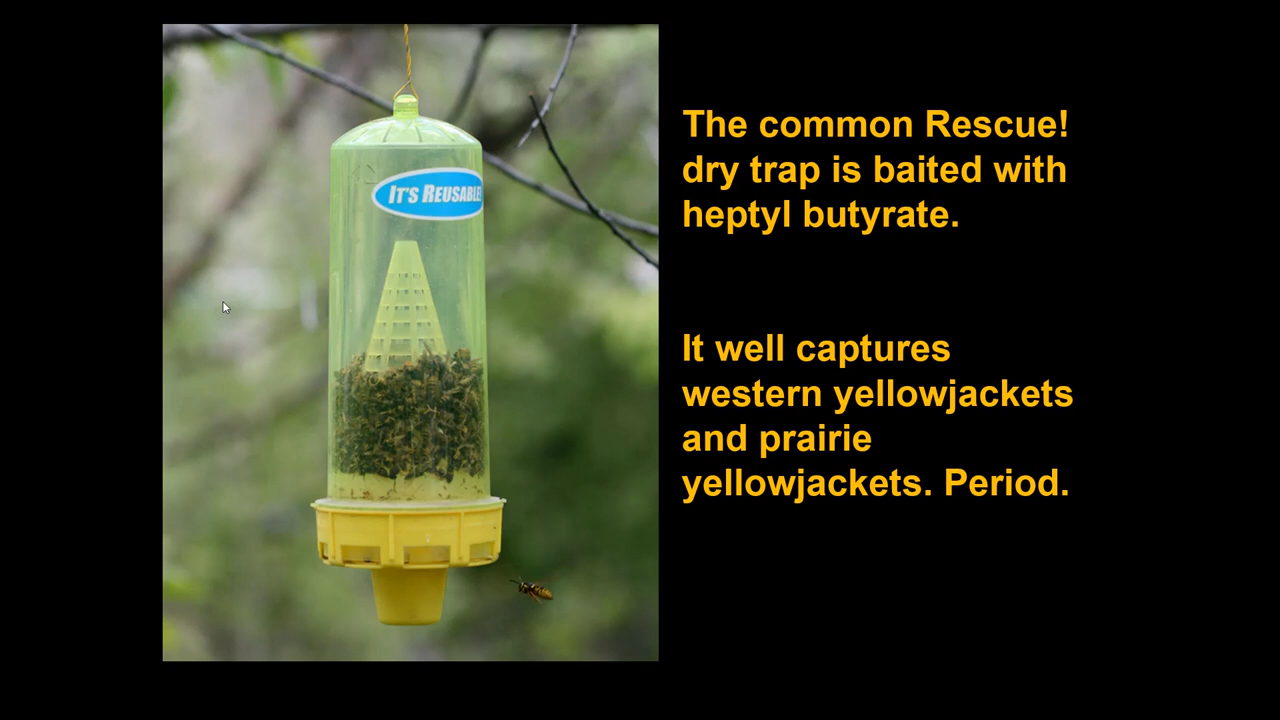 IT'S REUSABLE
The common Rescue!
dry trap is baited with
heptyl butyrate.
It well captures
western yellowjackets
and prairie
yellowjackets. Period.